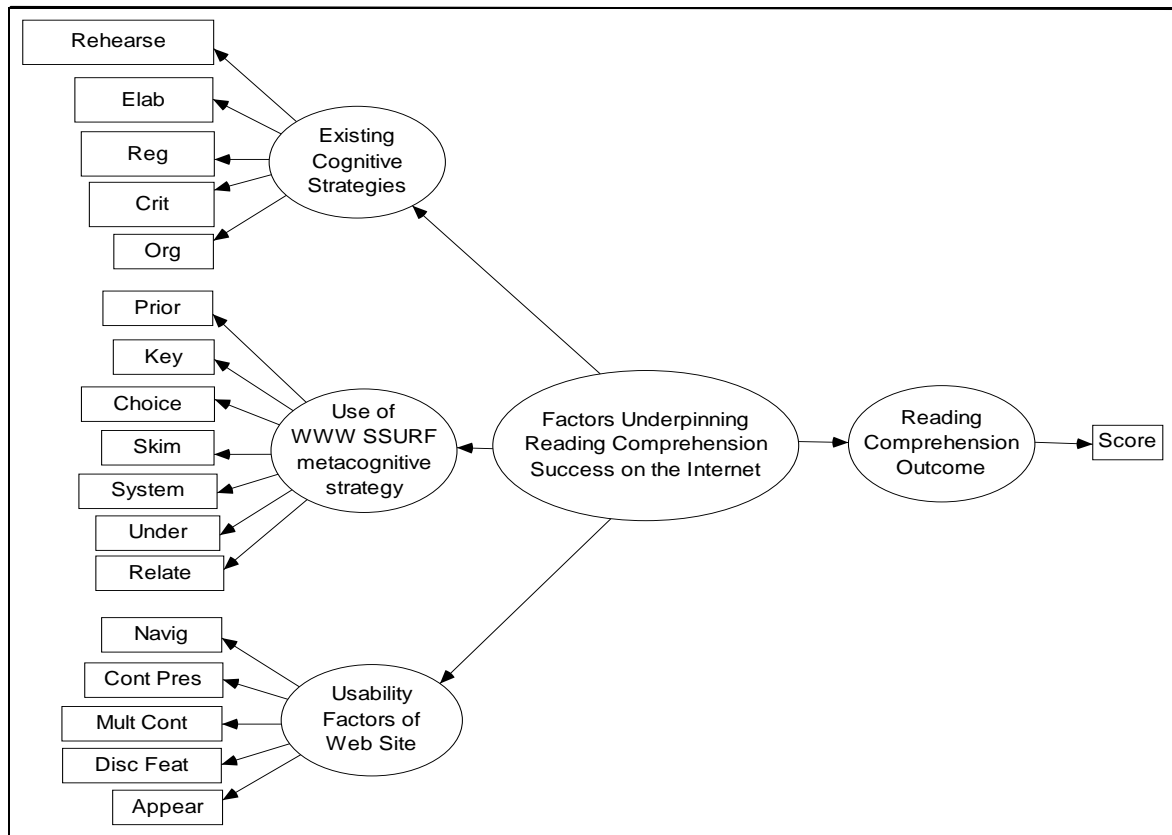 Rehearse
Elab
Reg
Crit
Org
Existing
Cognitive
Strategies
Prior
Key
Choice
Skim
System
Under
Relate
Use of
WWW SSURF
metacognitive
strategy
Factors Underpinning
Reading Comprehension
Success on the Internet
Reading
Comprehension
Outcome
Score
Navig
Cont Pres
Mult Cont
Disc Feat
Appear
Usability
Factors of
Web Site